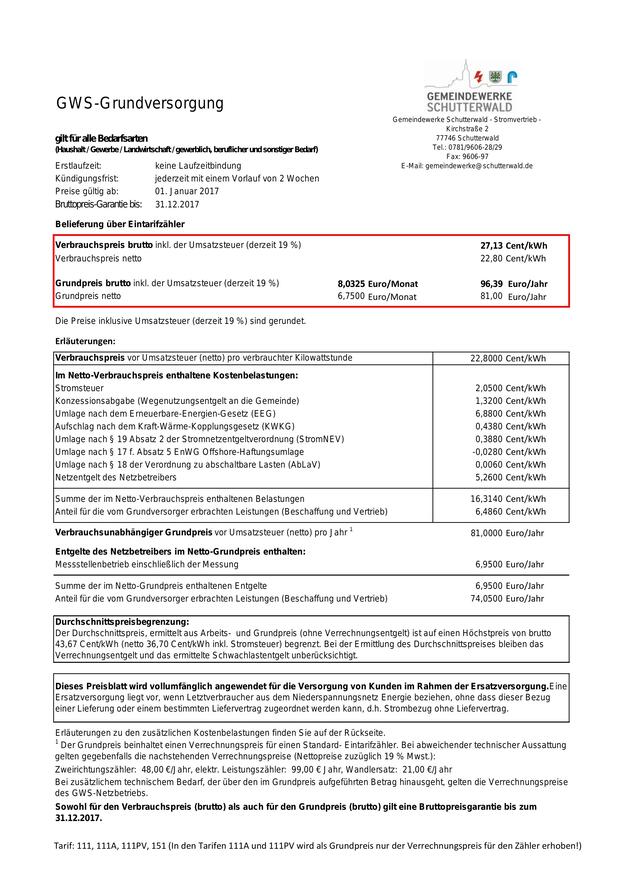 GWS-Grundversorgung
GEMEINDEWERKE
SCHUTTERWALD
Gemeindewerke Schutterwald - Stromvertrieb -
Kirchstraße 2
77746 Schutterwald
Tel.: 0781/9606-28/29
Fax: 9606-97
E-Mail: gemeindewerke@schutterwald.de
gilt für alle Bedarfsarten
(Haushalt / Gewerbe / Landwirtschaft / gewerblich, beruflicher und sonstiger Bedarf)
Erstlaufzeit: keine Laufzeitbindung
Kündigungsfrist: jederzeit mit einem Vorlauf von 2 Wochen
Preise gültig ab: 01. Januar 2017
Bruttopreis-Garantie bis: 31.12.2017
Belieferung über Eintarifzähler
Verbrauchspreis brutto inkl. der Umsatzsteuer (derzeit 19 %) 27,13 Cent/kWh
Verbrauchspreis netto 22,80 Cent/kWh
Grundpreis brutto inkl. der Umsatzsteuer (derzeit 19 %) 8,0325 Euro/Monat 96,39 Euro/Jahr
Grundpreis netto 6,7500 Euro/Monat 81,00 Euro/Jahr
Die Preise inklusive Umsatzsteuer (derzeit 19 %) sind gerundet.
Erläuterungen:
Verbrauchspreis vor Umsatzsteuer (netto) pro verbrauchter Kilowattstunde 22,8000 Cent/kWh
Im Netto-Verbrauchspreis enthaltene Kostenbelastungen:
Stromsteuer 2,0500 Cent/kWh
Konzessionsabgabe (Wegenutzungsentgelt an die Gemeinde) 1,3200 Cent/kWh
Umlage nach dem Erneuerbare-Energien-Gesetz (EEG) 6,8800 Cent/kWh
Aufschlag nach dem Kraft-Wärme-Kopplungsgesetz (KWKG) 0,4380 Cent/kWh
Umlage nach § 19 Absatz 2 der Stromnetzentgeltverordnung (StromNEV) 0,3880 Cent/kWh
Umlage nach § 17 f. Absatz 5 EnWG Offshore-Haftungsumlage -0,0280 Cent/kWh
Umlage nach § 18 der Verordnung zu abschaltbare Lasten (AbLaV) 0,0060 Cent/kWh
Netzentgelt des Netzbetreibers 5,2600 Cent/kWh
Summe der im Netto-Verbrauchspreis enthaltenen Belastungen 16,3140 Cent/kWh
Anteil für die vom Grundversorger erbrachten Leistungen (Beschaffung und Vertrieb) 6,4860 Cent/kWh
Verbrauchsunabhängiger Grundpreis vor Umsatzsteuer (netto) pro Jahr ¹ 81,0000 Euro/Jahr
Entgelte des Netzbetreibers im Netto-Grundpreis enthalten:
Messstellenbetrieb einschließlich der Messung 6,9500 Euro/Jahr
Summe der im Netto-Grundpreis enthaltenen Entgelte 6,9500 Euro/Jahr
Anteil für die vom Grundversorger erbrachten Leistungen (Beschaffung und Vertrieb) 74,0500 Euro/Jahr
Durchschnittspreisbegrenzung:
Der Durchschnittspreis, ermittelt aus Arbeits- und Grundpreis (ohne Verrechnungsentgelt) ist auf einen Höchstpreis von brutto
43,67 Cent/kWh (netto 36,70 Cent/kWh inkl. Stromsteuer) begrenzt. Bei der Ermittlung des Durchschnittspreises bleiben das
Verrechnungsentgelt und das ermittelte Schwachlastentgelt unberücksichtigt.
Dieses Preisblatt wird vollumfänglich angewendet für die Versorgung von Kunden im Rahmen der Ersatzversorgung. Eine
Ersatzversorgung liegt vor, wenn Letztverbraucher aus dem Niederspannungsnetz Energie beziehen, ohne dass dieser Bezug
einer Lieferung oder einem bestimmten Liefervertrag zugeordnet werden kann, d.h. Strombezug ohne Liefervertrag.
Erläuterungen zu den zusätzlichen Kostenbelastungen finden Sie auf der Rückseite.
¹ Der Grundpreis beinhaltet einen Verrechnungspreis für einen Standard- Eintarifzähler. Bei abweichender technischer Aussattung
gelten gegebenfalls die nachstehenden Verrechnungspreise (Nettopreise zuzüglich 19 % Mwst.):
Zweirichtungszähler: 48,00 €/Jahr, elektr. Leistungszähler: 99,00 € Jahr, Wandlersatz: 21,00 €/Jahr
Bei zusätzlichem technischem Bedarf, der über den im Grundpreis aufgeführten Betrag hinausgeht, gelten die Verrechnungspreise
des GWS-Netzbetriebs.
Sowohl für den Verbrauchspreis (brutto) als auch für den Grundpreis (brutto) gilt eine Bruttopreisgarantie bis zum
31.12.2017.
Tarif: 111, 111A, 111PV, 151 (In den Tarifen 111A und 111PV wird als Grundpreis nur der Verrechnungspreis für den Zähler erhoben!)